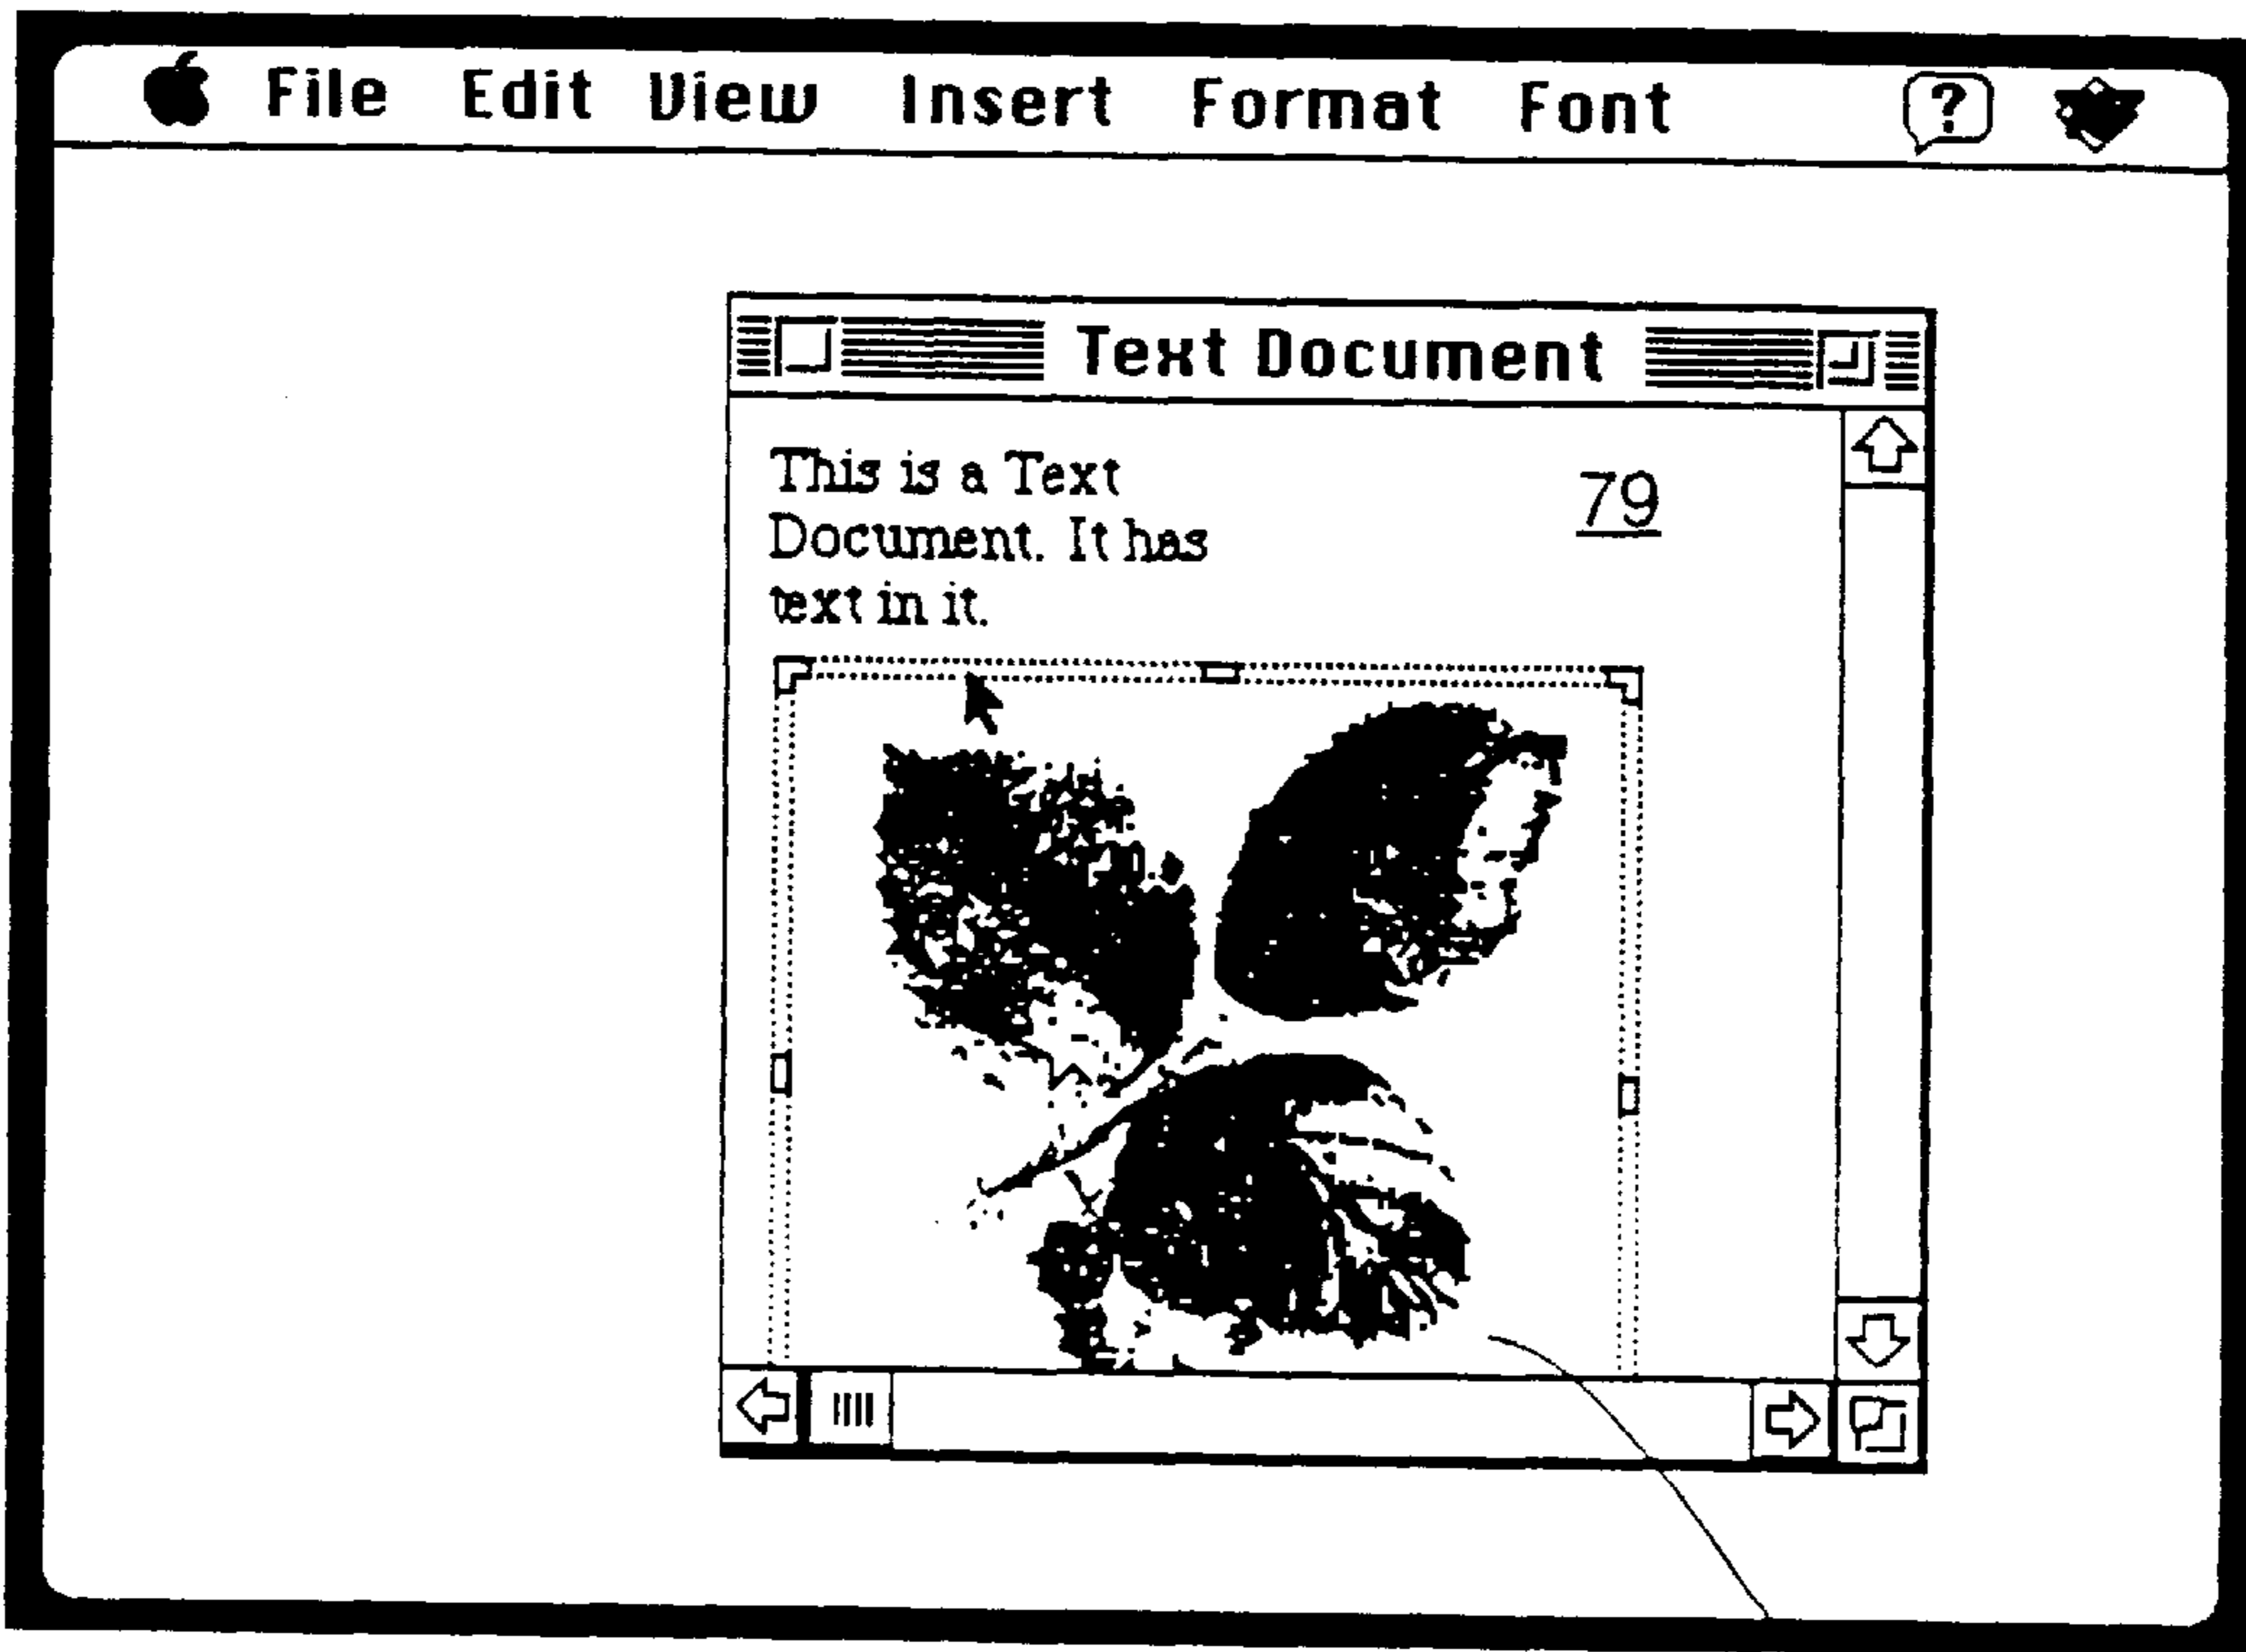 File Edit View Insert Format Font ?
Text Document
This is a Text
Document. It has
text in it.
79